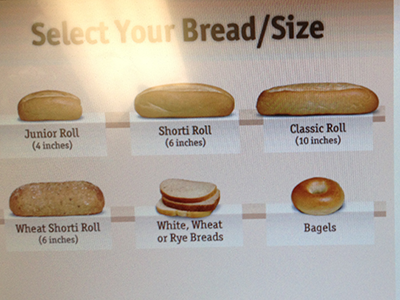 Select Your Bread/Size
Junior Roll
(4 inches)
Shorti Roll
(6 inches)
Classic Roll
(10 inches)
Wheat Shorti Roll
(6 inches)
White, Wheat
or Rye Breads
Bagels